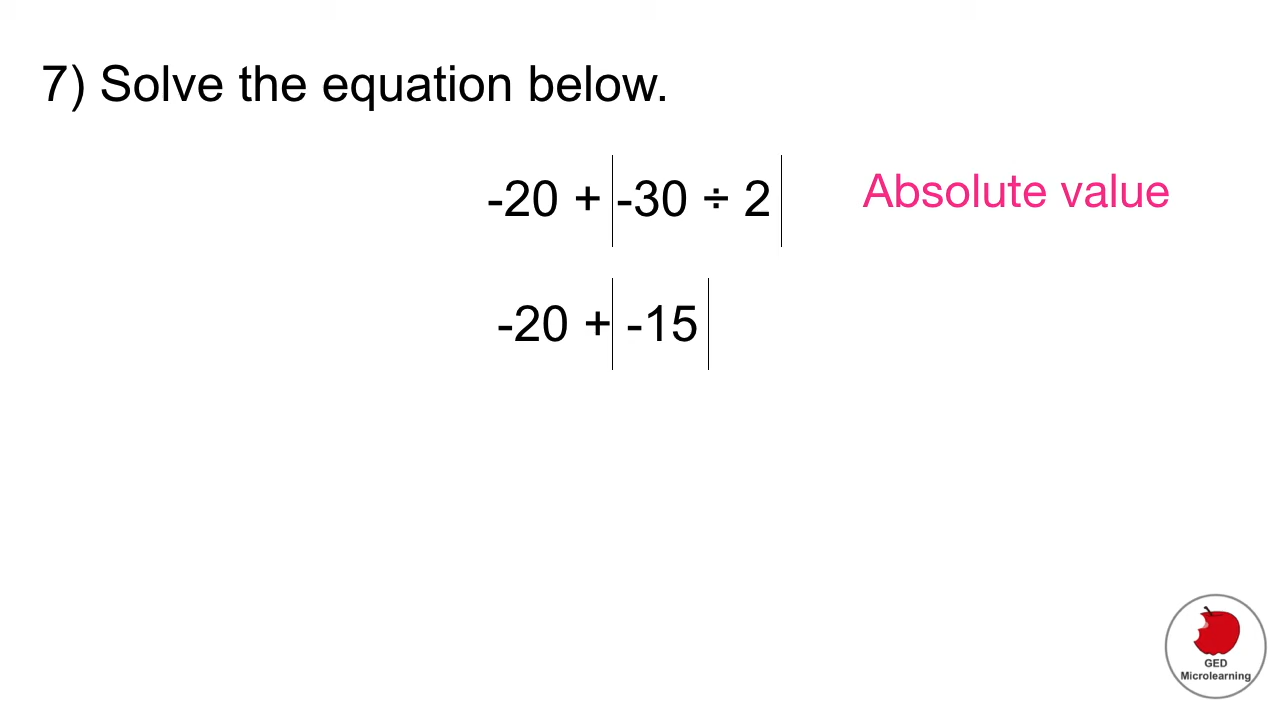 7) Solve the equation below.
-20 + |-30 ÷ 2|
Absolute value
-20 + |-15|
GED
Microlearning